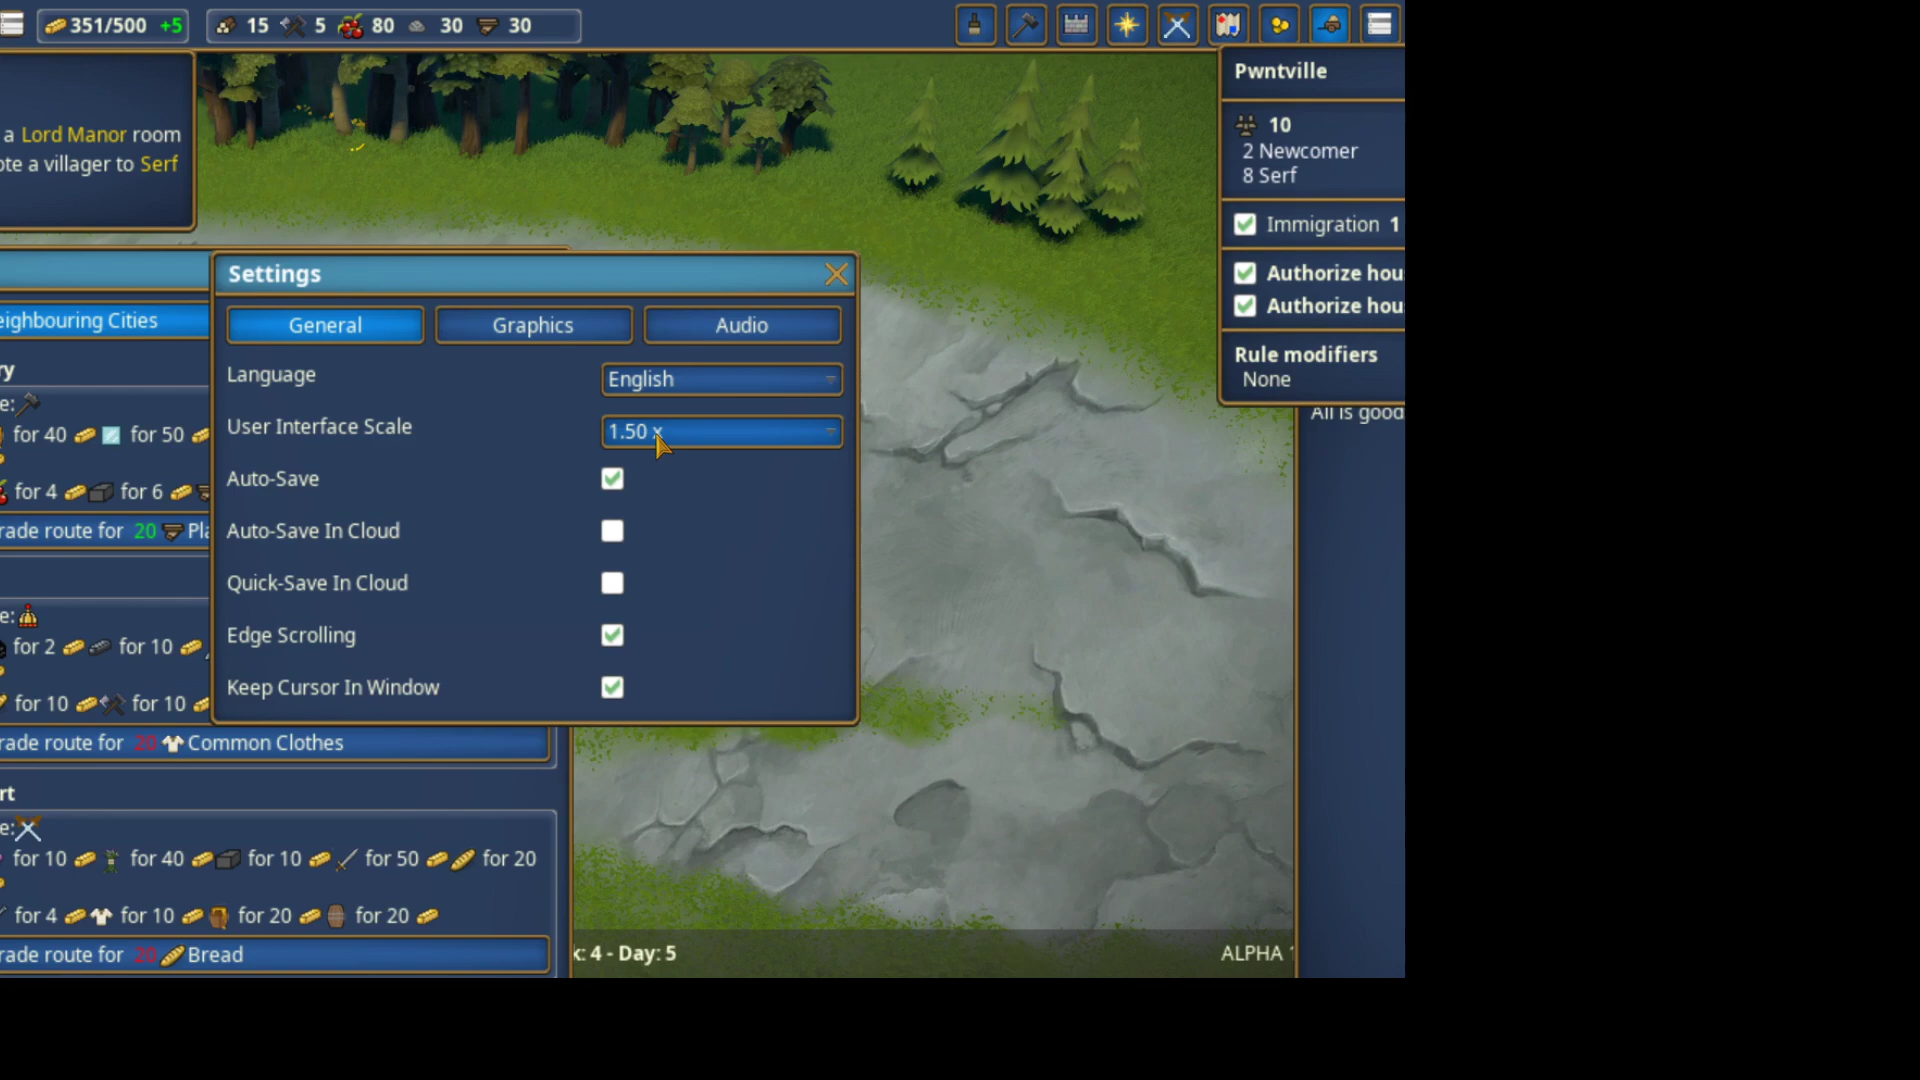 351/500 +5 15 5 80 30 30
a Lord Manor room
ote a villager to Serf
Pwntville
10
2 Newcomer
8 Serf
Immigration 1
Authorize hou
Authorize hou
Rule modifiers
None
All is good
Settings
General Graphics Audio
Language English
User Interface Scale 1.50 x
Auto-Save
Auto-Save In Cloud
Quick-Save In Cloud
Edge Scrolling
Keep Cursor In Window
eighbouring Cities
ry
e:
for 40 for 50
for 4 for 6
rade route for 20 Pla
e:
for 2 for 10
for 10 for 10
rade route for 20 Common Clothes
rt
e:
for 10 for 40 for 10 for 50 for 20
for 4 for 10 for 20 for 20
rade route for 20 Bread
k: 4 - Day: 5
ALPHA 1